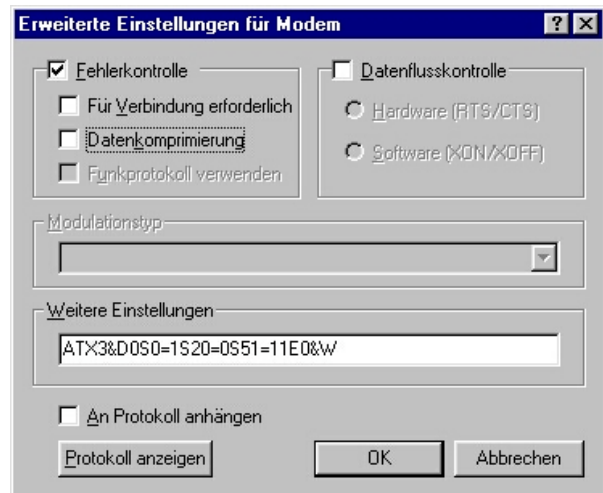 Erweiterte Einstellungen für Modem
Fehlerkontrolle
Für Verbindung erforderlich
Datenkomprimierung
Funkprotokoll verwenden
Datenflusskontrolle
Hardware (RTS/CTS)
Software (XON/XOFF)
Modulationstyp
Weitere Einstellungen
ATX3&D0S0=1S20=0S51=11E0&W
An Protokoll anhängen
Protokoll anzeigen
OK
Abbrechen